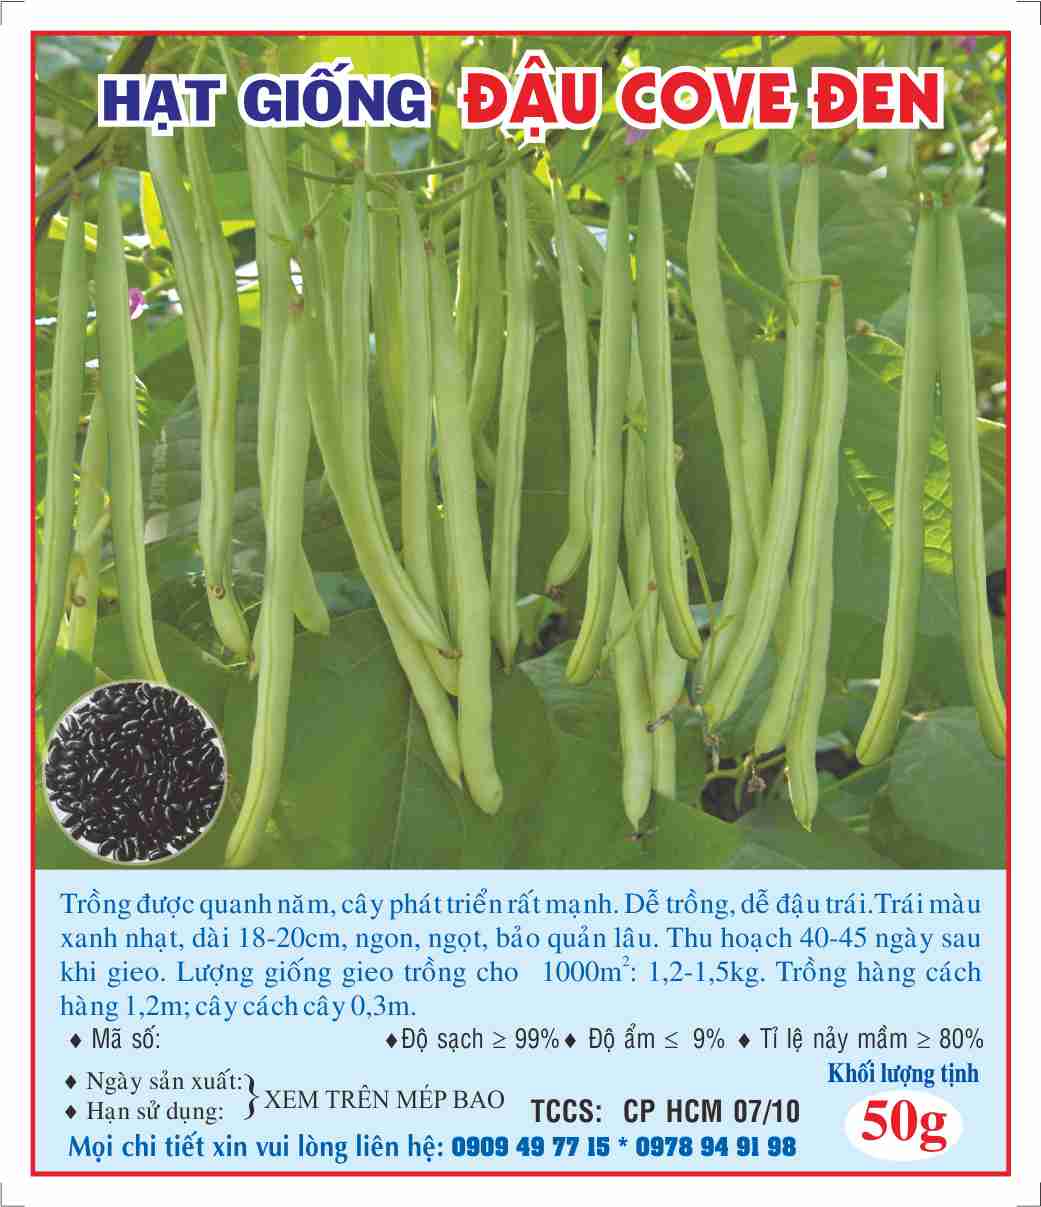 HẠT GIỐNG ĐẬU COVE ĐEN
Trồng được quanh năm, cây phát triển rất mạnh. Dễ trồng, dễ đậu trái.Trái màu
xanh nhạt, dài 18-20cm, ngon, ngọt, bảo quản lâu. Thu hoạch 40-45 ngày sau
khi gieo. Lượng giống gieo trồng cho 1000m²: 1,2-1,5kg. Trồng hàng cách
hàng 1,2m; cây cách cây 0,3m.
♦ Mã số: ♦Độ sạch ≥ 99%♦ Độ ẩm ≤ 9% ♦ Tỉ lệ nảy mầm ≥ 80%
Khối lượng tịnh
♦ Ngày sản xuất:
♦ Hạn sử dụng:
} XEM TRÊN MÉP BAO
TCCS: CP HCM 07/10
50g
Mọi chi tiết xin vui lòng liên hệ: 0909 49 77 15 * 0978 94 91 98